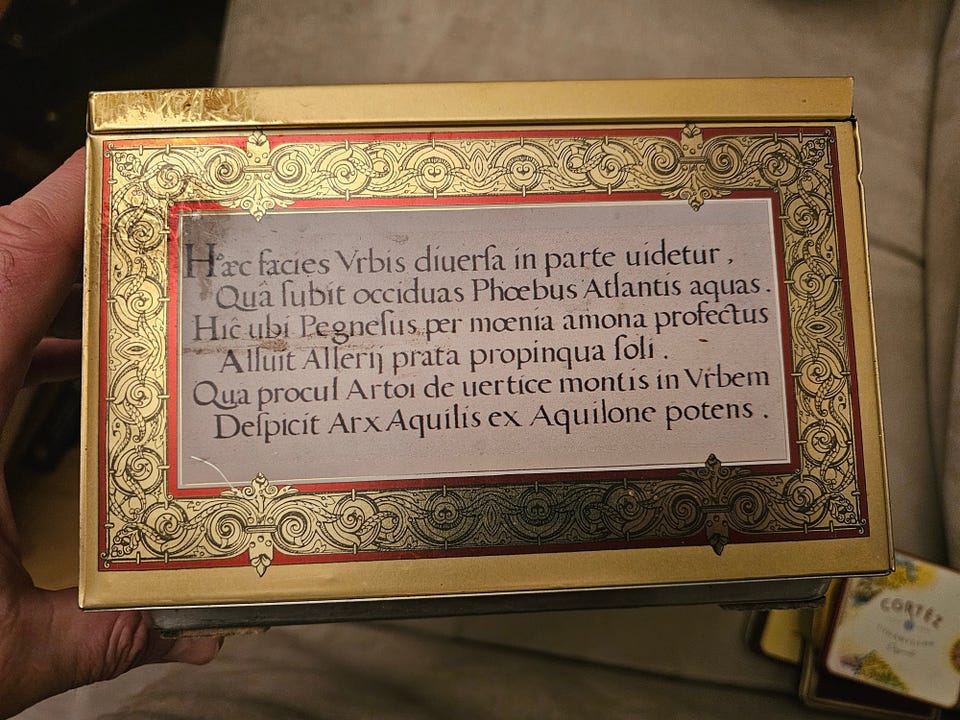 Hæc facies Vrbis diuerſa in parte uidetur,
Quâ ſubit occiduas Phœbus Atlantis aquas.
Hîc ubi Pegneſus per mœnia amona profectus
Alluit Allerij prata propinqua ſoli.
Qua procul Artoi de uertice montis in Vrbem
Deſpicit Arx Aquilis ex Aquilone potens.
CORTEZ